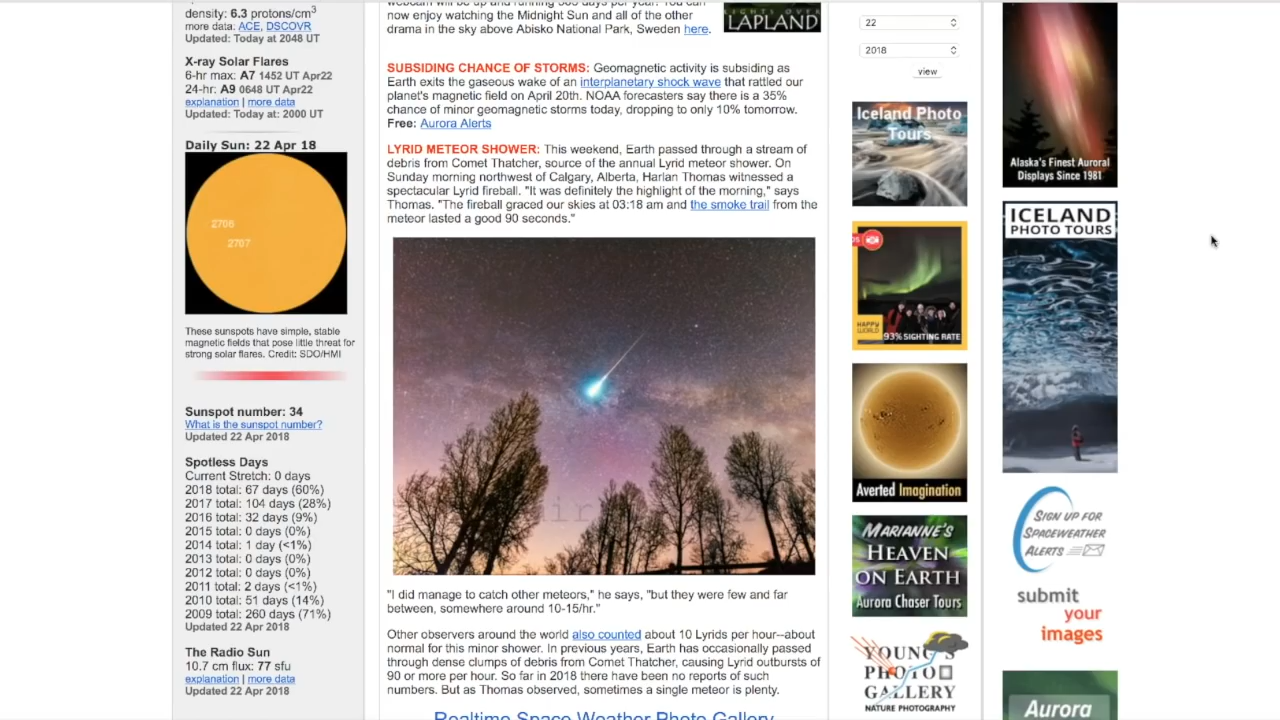 density: 6.3 protons/cm3
more data: ACE, DSCOVR
Updated: Today at 2048 UT
X-ray Solar Flares
6-hr max: A7 1452 UT Apr22
24-hr: A9 0648 UT Apr22
explanation | more data
Updated: Today at: 2000 UT
Daily Sun: 22 Apr 18
2708
2707
These sunspots have simple, stable
magnetic fields that pose little threat for
strong solar flares. Credit: SDO/HMI
Sunspot number: 34
What is the sunspot number?
Updated 22 Apr 2018
Spotless Days
Current Stretch: 0 days
2018 total: 67 days (60%)
2017 total: 104 days (28%)
2016 total: 32 days (9%)
2015 total: 0 days (0%)
2014 total: 1 day (<1%)
2013 total: 0 days (0%)
2012 total: 0 days (0%)
2011 total: 2 days (<1%)
2010 total: 51 days (14%)
2009 total: 260 days (71%)
Updated 22 Apr 2018
The Radio Sun
10.7 cm flux: 77 sfu
explanation | more data
Updated 22 Apr 2018
webcam will be up and running 365 days per year! You can
now enjoy watching the Midnight Sun and all of the other
drama in the sky above Abisko National Park, Sweden here.
LIGHTS OVER
LAPLAND
SUBSIDING CHANCE OF STORMS: Geomagnetic activity is subsiding as
Earth exits the gaseous wake of an interplanetary shock wave that rattled our
planet's magnetic field on April 20th. NOAA forecasters say there is a 35%
chance of minor geomagnetic storms today, dropping to only 10% tomorrow.
Free: Aurora Alerts
LYRID METEOR SHOWER: This weekend, Earth passed through a stream of
debris from Comet Thatcher, source of the annual Lyrid meteor shower. On
Sunday morning northwest of Calgary, Alberta, Harlan Thomas witnessed a
spectacular Lyrid fireball. "It was definitely the highlight of the morning," says
Thomas. "The fireball graced our skies at 03:18 am and the smoke trail from the
meteor lasted a good 90 seconds."
"I did manage to catch other meteors," he says, "but they were few and far
between, somewhere around 10-15/hr."
Other observers around the world also counted about 10 Lyrids per hour--about
normal for this minor shower. In previous years, Earth has occasionally passed
through dense clumps of debris from Comet Thatcher, causing Lyrid outbursts of
90 or more per hour. So far in 2018 there have been no reports of such
numbers. But as Thomas observed, sometimes a single meteor is plenty.
Realtime Space Weather Photo Gallery
22
2018
view
Iceland Photo
Tours
HAPPY
WORLD
93% SIGHTING RATE
Averted Imagination
MARIANNE'S
HEAVEN
ON EARTH
Aurora Chaser Tours
YOUNG'S
PHOTO
GALLERY
NATURE PHOTOGRAPHY
Alaska's Finest Auroral
Displays Since 1981
ICELAND
PHOTO TOURS
SIGN UP FOR
SPACEWEATHER
ALERTS
submit
your
images
Aurora